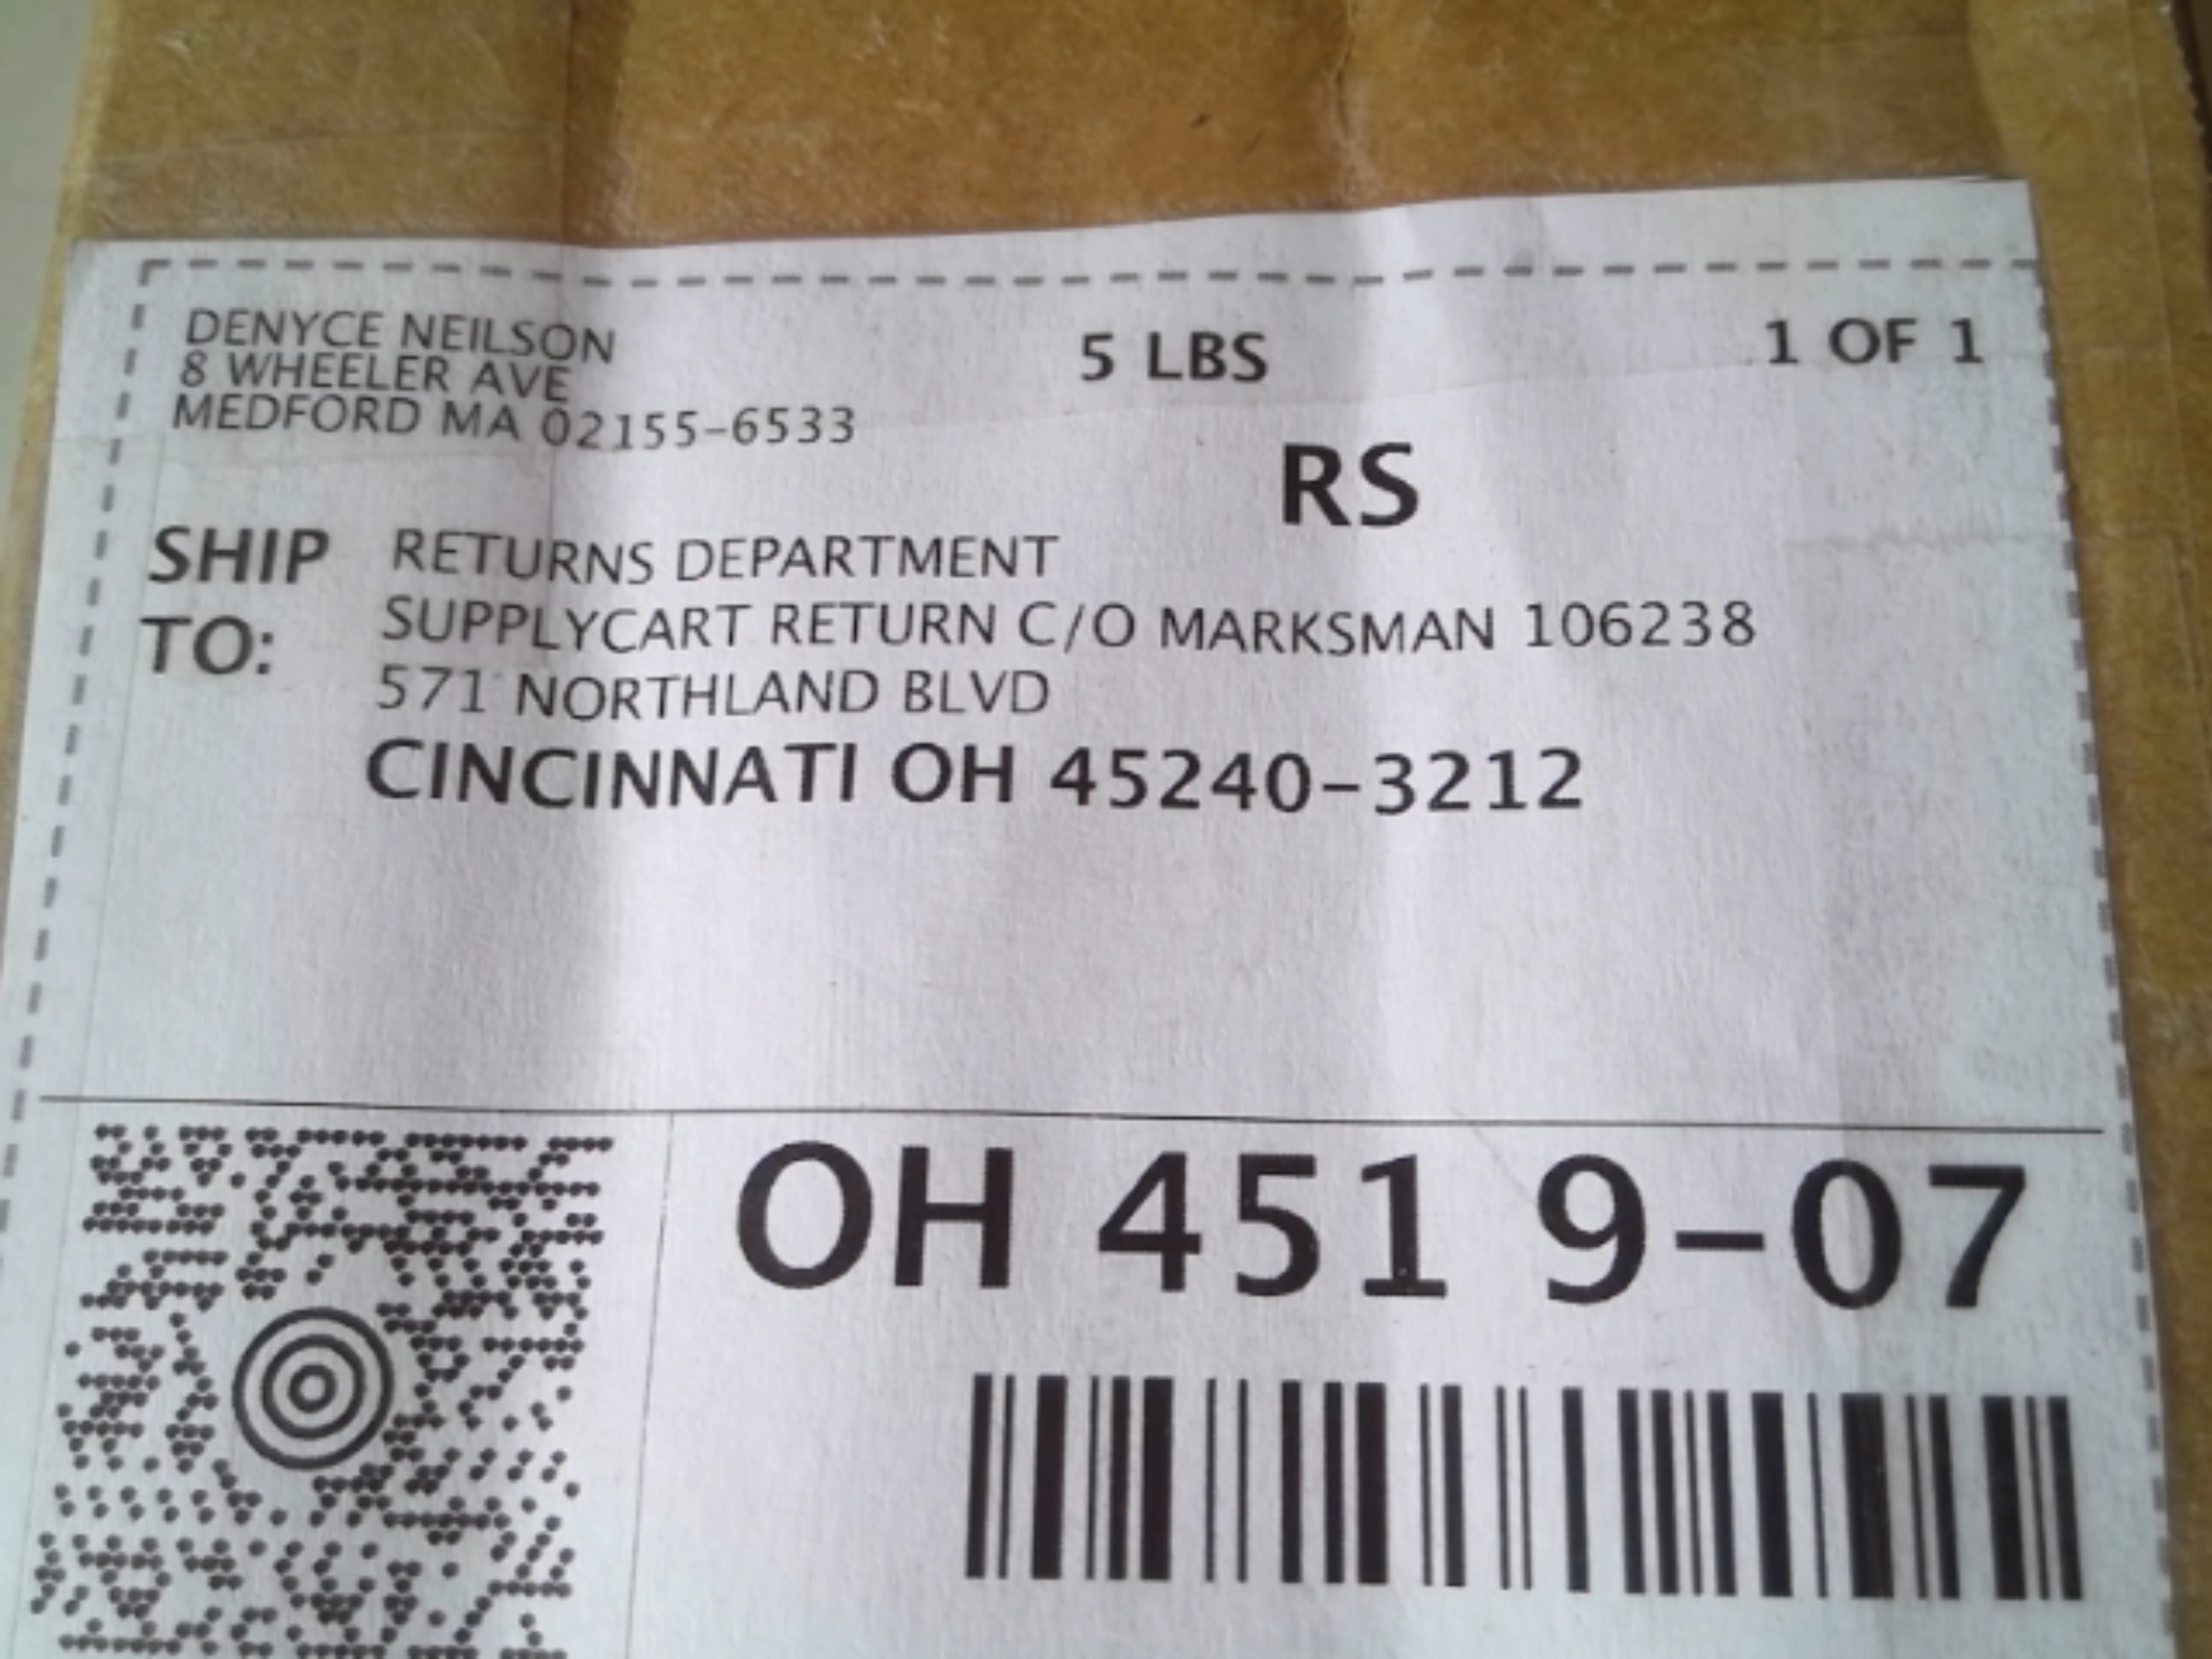 DENYCE NEILSON
8 WHEELER AVE
MEDFORD MA 02155-6533
5 LBS
1 OF 1
RS
SHIP TO:
RETURNS DEPARTMENT
SUPPLYCART RETURN C/O MARKSMAN 106238
571 NORTHLAND BLVD
CINCINNATI OH 45240-3212
OH 451 9-07